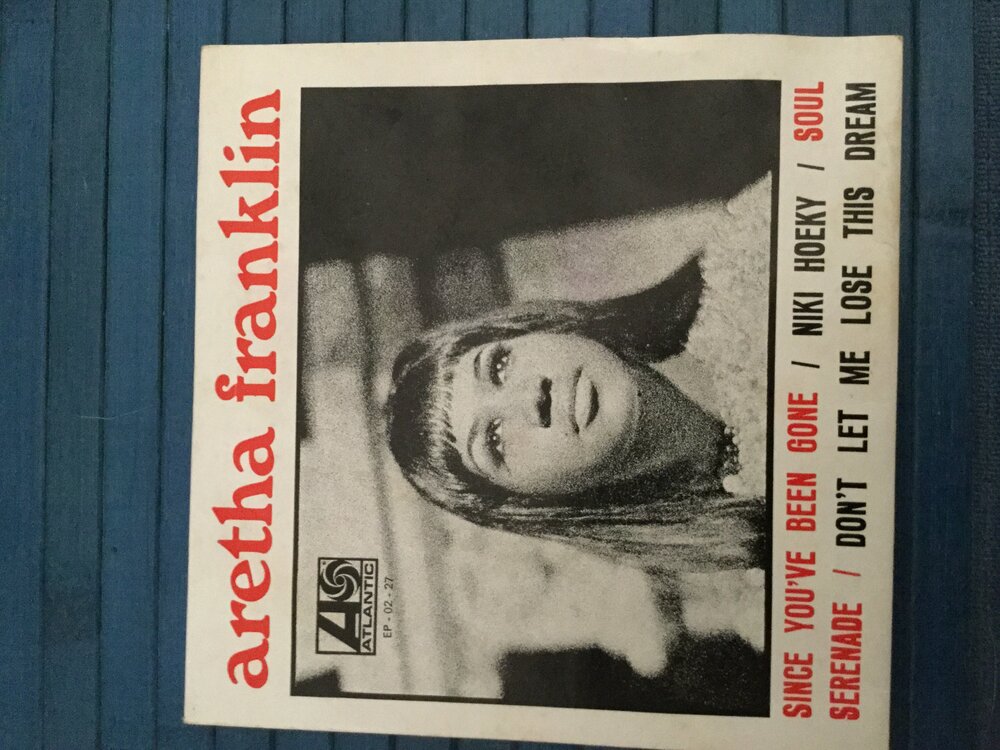 aretha franklin
ATLANTIC
EP - 02 - 27
SINCE YOU'VE BEEN GONE / NIKI HOEKY / SOUL
SERENADE / DON'T LET ME LOSE THIS DREAM